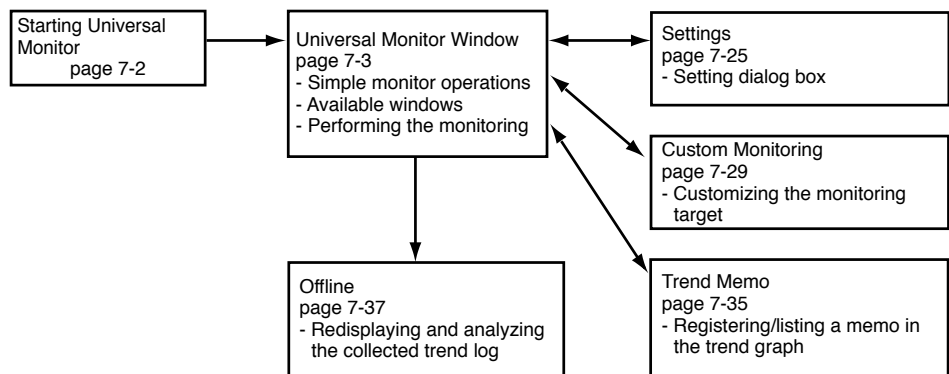 Starting Universal
Monitor
page 7-2
Universal Monitor Window
page 7-3
- Simple monitor operations
- Available windows
- Performing the monitoring
Settings
page 7-25
- Setting dialog box
Custom Monitoring
page 7-29
- Customizing the monitoring
target
Offline
page 7-37
- Redisplaying and analyzing
the collected trend log
Trend Memo
page 7-35
- Registering/listing a memo in
the trend graph